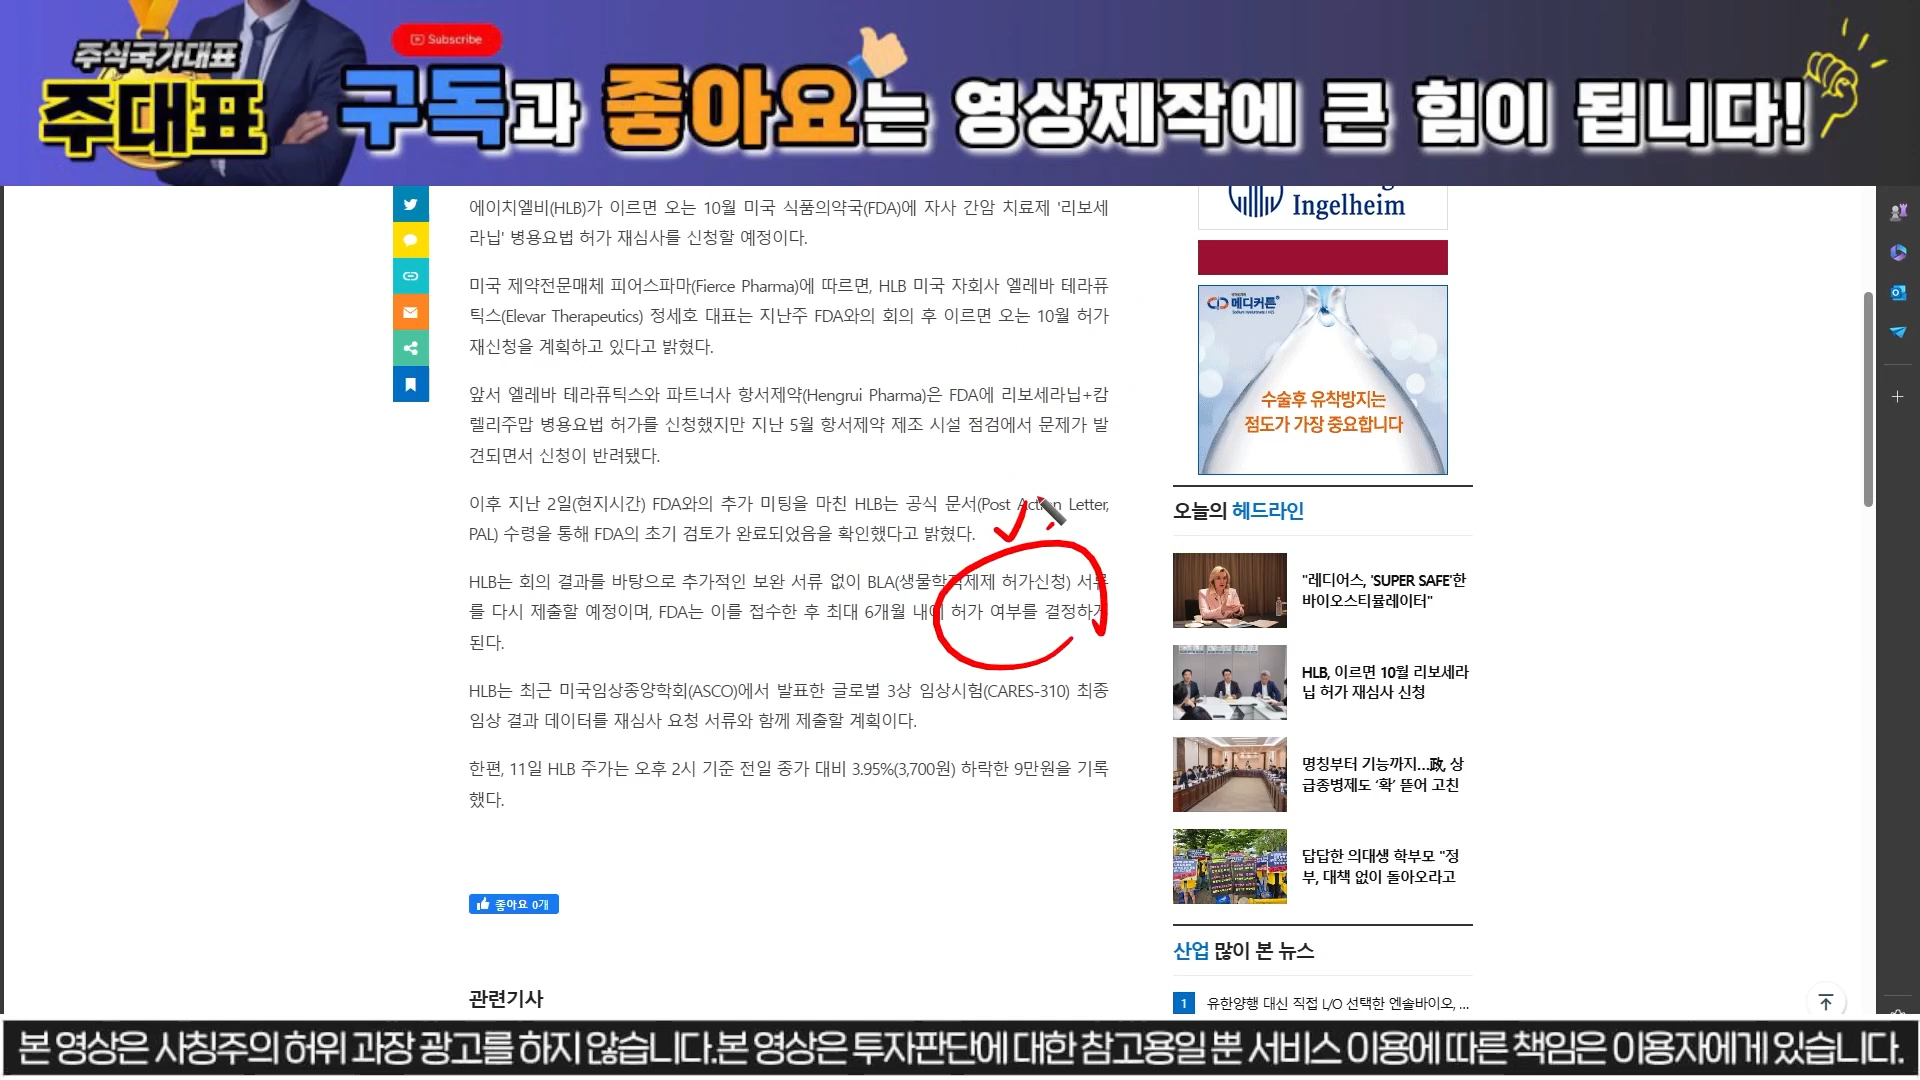 주식국가대표
주대표
Subscribe
구독과 좋아요는 영상제작에 큰 힘이 됩니다!
에이치엘비(HLB)가 이르면 오는 10월 미국 식품의약국(FDA)에 자사 간암 치료제 '리보세
라닙' 병용요법 허가 재심사를 신청할 예정이다.
미국 제약전문매체 피어스파마(Fierce Pharma)에 따르면, HLB 미국 자회사 엘레바 테라퓨
틱스(Elevar Therapeutics) 정세호 대표는 지난주 FDA와의 회의 후 이르면 오는 10월 허가
재신청을 계획하고 있다고 밝혔다.
앞서 엘레바 테라퓨틱스와 파트너사 항서제약(Hengrui Pharma)은 FDA에 리보세라닙+캄
렐리주맙 병용요법 허가를 신청했지만 지난 5월 항서제약 제조 시설 점검에서 문제가 발
견되면서 신청이 반려됐다.
이후 지난 2일(현지시간) FDA와의 추가 미팅을 마친 HLB는 공식 문서(Post Action Letter,
PAL) 수령을 통해 FDA의 초기 검토가 완료되었음을 확인했다고 밝혔다.
HLB는 회의 결과를 바탕으로 추가적인 보완 서류 없이 BLA(생물학적제제 허가신청) 서류
를 다시 제출할 예정이며, FDA는 이를 접수한 후 최대 6개월 내에 허가 여부를 결정하게
된다.
HLB는 최근 미국임상종양학회(ASCO)에서 발표한 글로벌 3상 임상시험(CARES-310) 최종
임상 결과 데이터를 재심사 요청 서류와 함께 제출할 계획이다.
한편, 11일 HLB 주가는 오후 2시 기준 전일 종가 대비 3.95%(3,700원) 하락한 9만원을 기록
했다.
좋아요 0개
관련기사
Ingelheim
메디커튼
수술후 유착방지는
점도가 가장 중요합니다
오늘의 헤드라인
"레디어스, 'SUPER SAFE'한
바이오스티뮬레이터"
HLB, 이르면 10월 리보세라
닙 허가 재심사 신청
명칭부터 기능까지…政, 상
급종병제도 ‘확’ 뜯어 고친
답답한 의대생 학부모 "정
부, 대책 없이 돌아오라고
산업 많이 본 뉴스
1 유한양행 대신 직접 L/O 선택한 엔솔바이오, ...
본 영상은 사칭주의 허위 과장 광고를 하지 않습니다.본 영상은 투자판단에 대한 참고용일 뿐 서비스 이용에 따른 책임은 이용자에게 있습니다.